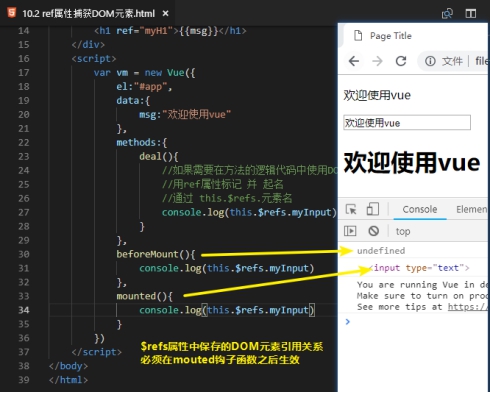 10.2 ref属性捕获DOM元素.html
14 <h1 ref="myH1">{{msg}}</h1>
15 </div>
16 <script>
17 var vm = new Vue({
18 el:"#app",
19 data:{
20 msg:"欢迎使用vue"
21 },
22 methods:{
23 deal(){
24 //如果需要在方法的逻辑代码中使用DO
25 //用ref属性标记 并 起名
26 //通过 this.$refs.元素名
27 console.log(this.$refs.myInput)
28 }
29 },
30 beforeMount(){
31 console.log(this.$refs.myInput)
32 },
33 mounted(){
34 console.log(this.$refs.myInput)
35 }
36 })
37 </script>
38 </body>
39 </html>
$refs属性中保存的DOM元素引用关系
必须在mouted钩子函数之后生效
Page Title
文件 file
欢迎使用vue
欢迎使用vue
欢迎使用vue
Console Elemen
top
undefined
<input type="text">
You are running Vue in de
Make sure to turn on prod
See more tips at https://